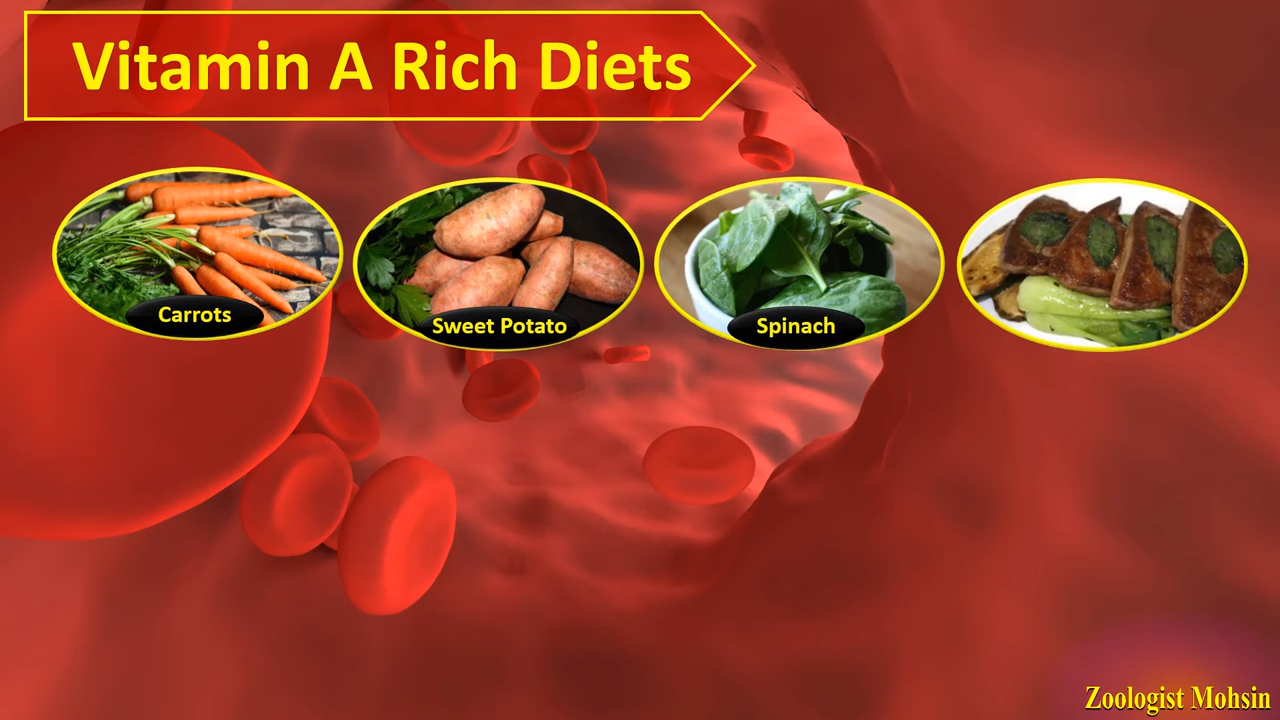 Vitamin A Rich Diets
Carrots
Sweet Potato
Spinach
Zoologist Mohsin